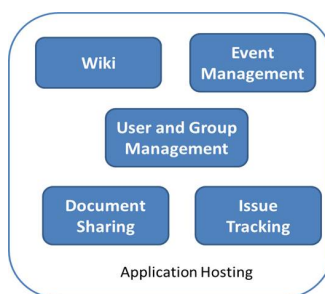 Wiki
Event
Management
User and Group
Management
Document
Sharing
Issue
Tracking
Application Hosting